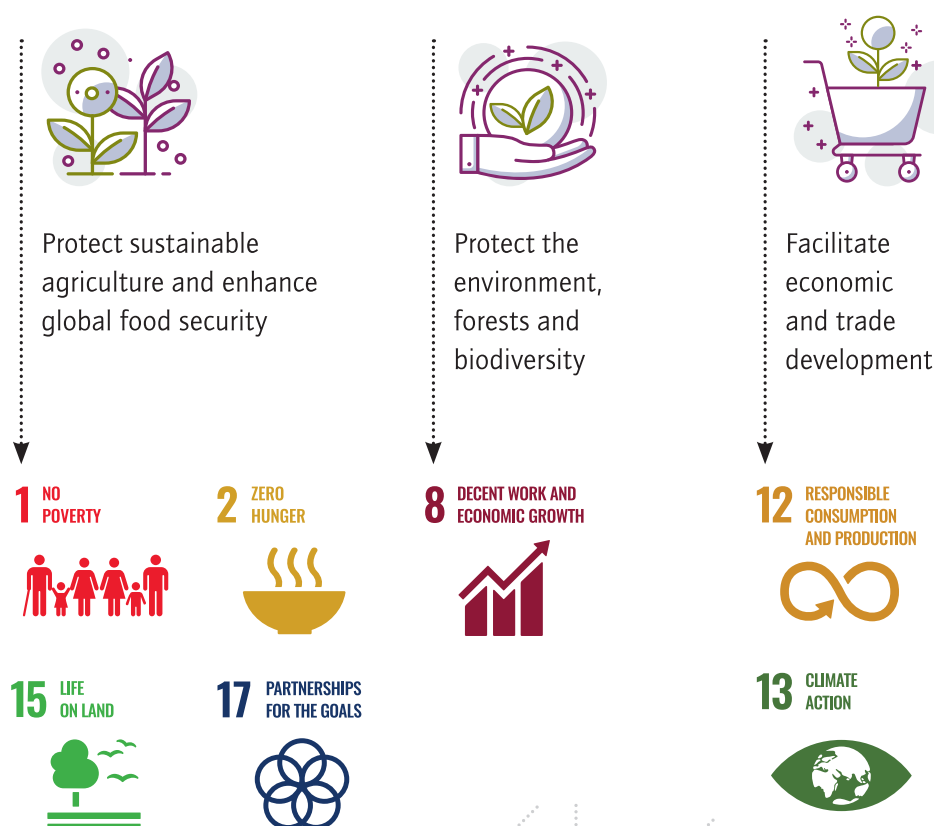 Protect sustainable
agriculture and enhance
global food security
Protect the
environment,
forests and
biodiversity
Facilitate
economic
and trade
development
1 NO
POVERTY
2 ZERO
HUNGER
8 DECENT WORK AND
ECONOMIC GROWTH
12 RESPONSIBLE
CONSUMPTION
AND PRODUCTION
15 LIFE
ON LAND
17 PARTNERSHIPS
FOR THE GOALS
13 CLIMATE
ACTION